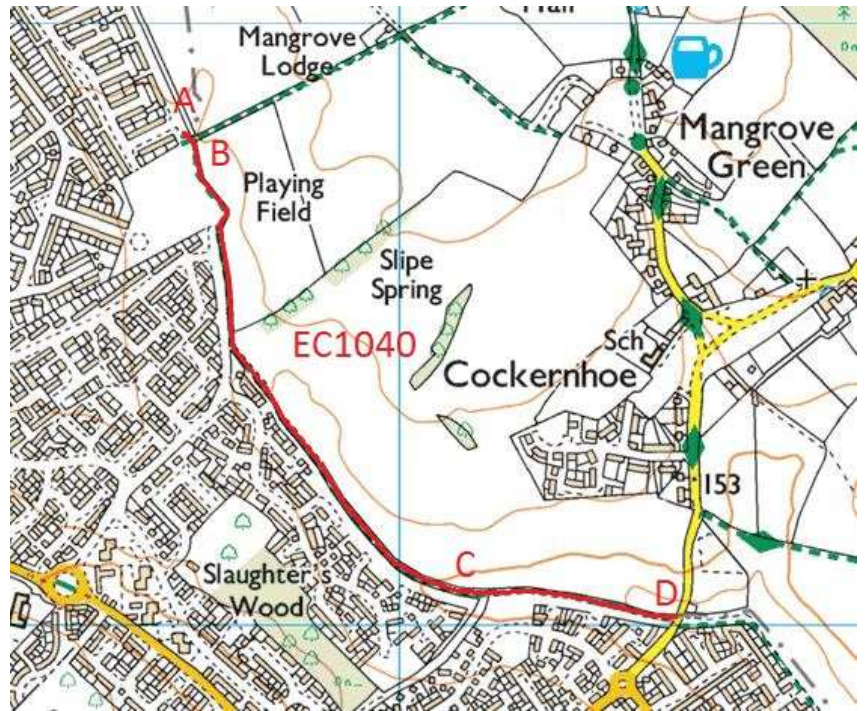 Mangrove
Lodge
A
B
Playing
Field
Mangrove
Green
Slipe
Spring
EC1040
Sch
Cockernhoe
153
C
D
Slaughter's
Wood